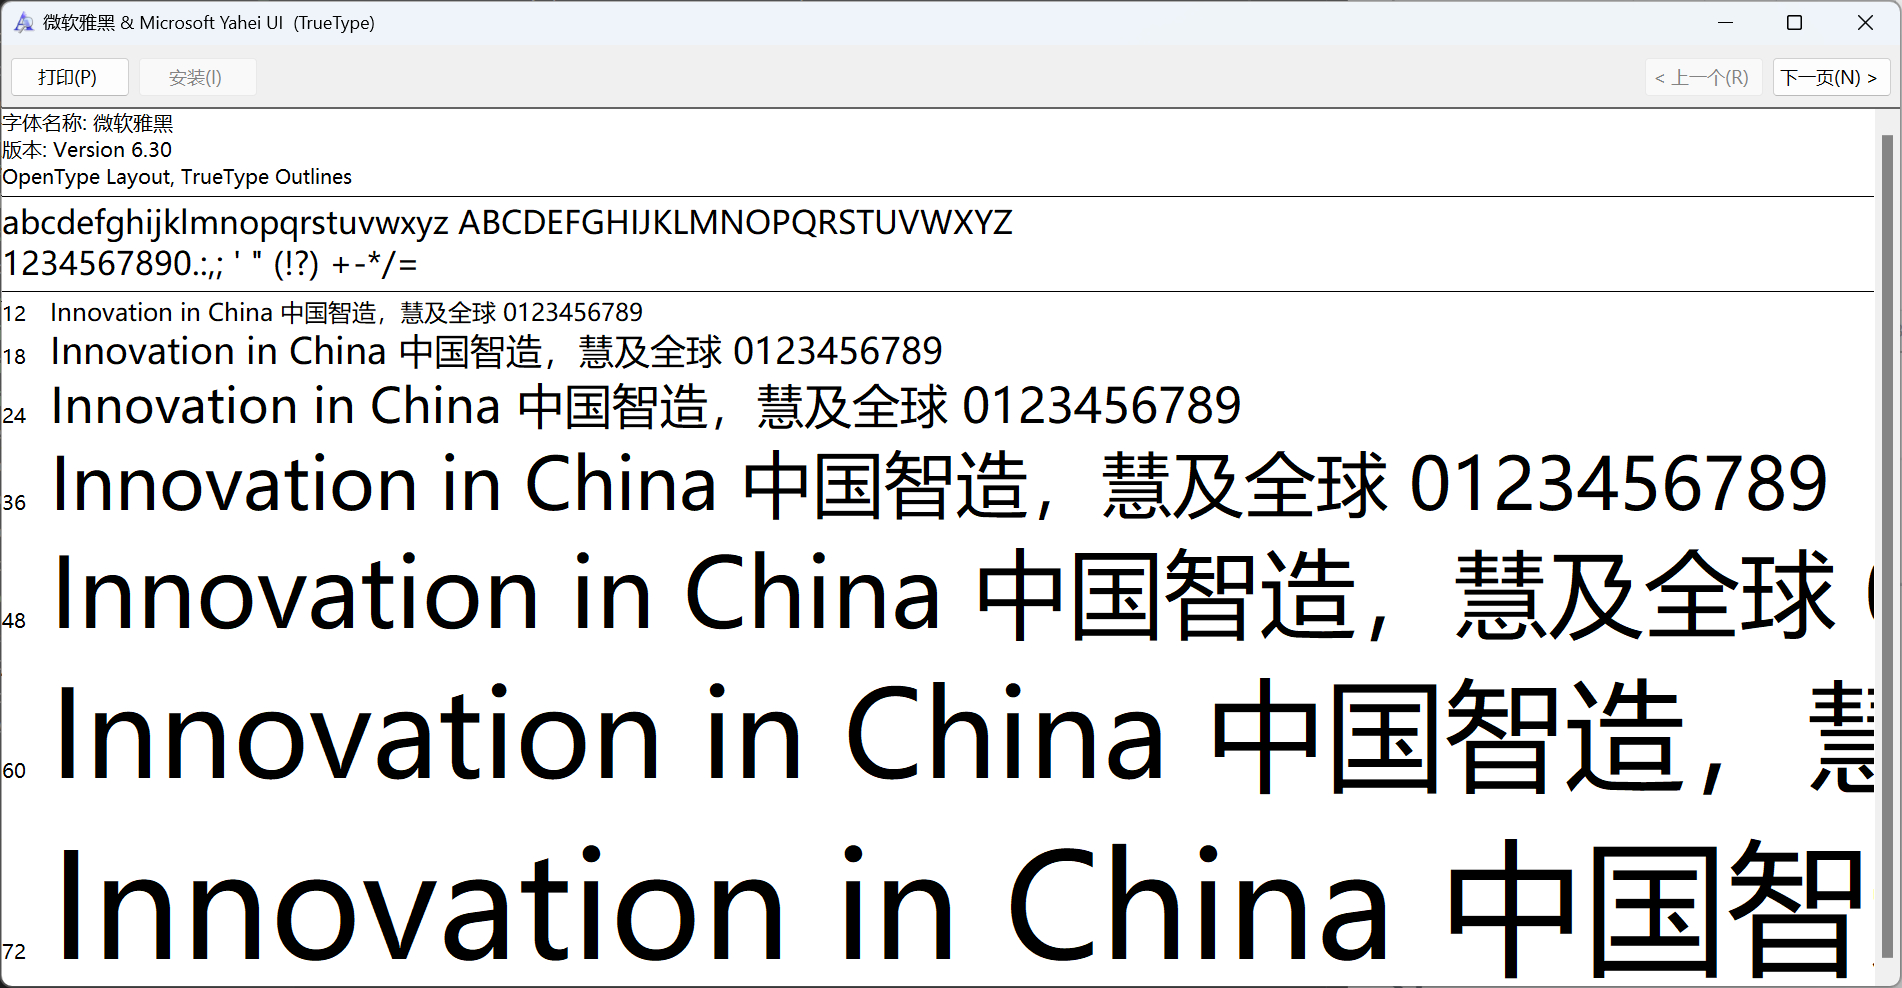 微软雅黑 & Microsoft Yahei UI (TrueType)
打印(P) 安装(I) < 上一个(R) 下一页(N) >
字体名称: 微软雅黑
版本: Version 6.30
OpenType Layout, TrueType Outlines
abcdefghijklmnopqrstuvwxyz ABCDEFGHIJKLMNOPQRSTUVWXYZ
1234567890.:,; ' " (!?) +-*/=
12 Innovation in China 中国智造，慧及全球 0123456789
18 Innovation in China 中国智造，慧及全球 0123456789
24 Innovation in China 中国智造，慧及全球 0123456789
36 Innovation in China 中国智造，慧及全球 0123456789
48 Innovation in China 中国智造，慧及全球
60 Innovation in China 中国智造，慧
72 Innovation in China 中国智